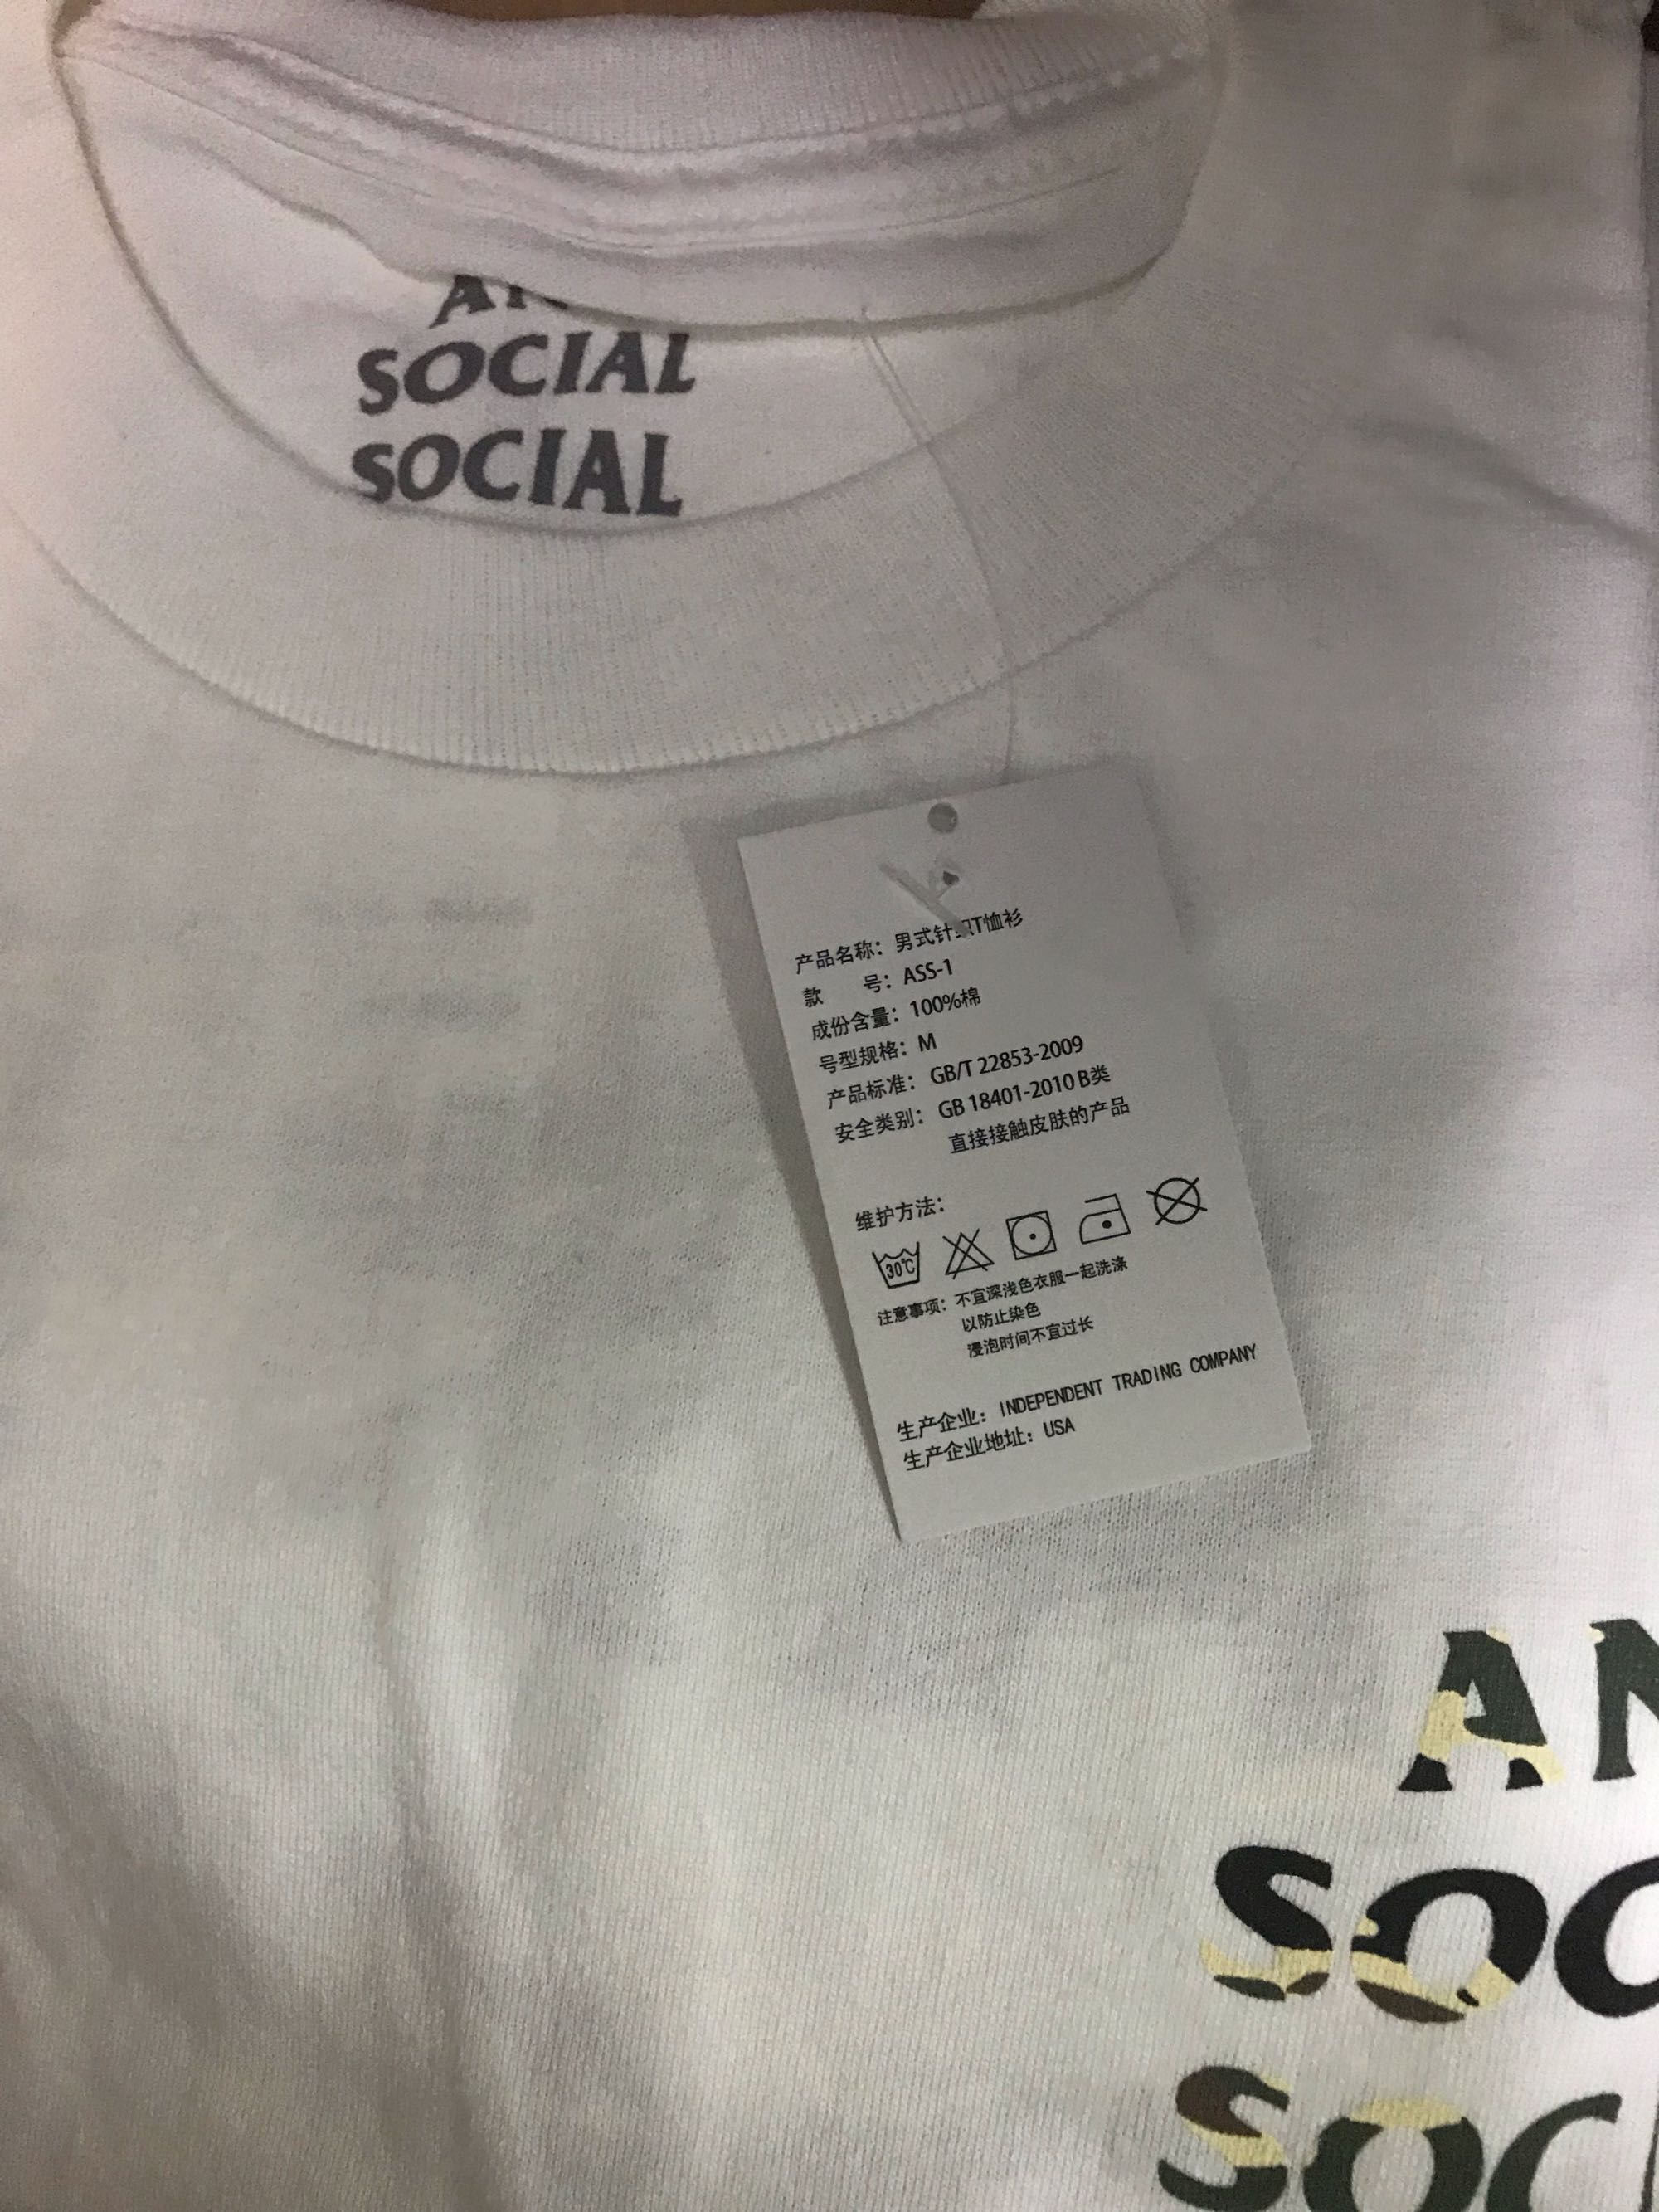 AN
SOCIAL
SOCIAL
产品名称：男式针织T恤衫
款 号：ASS-1
成份含量：100%棉
号型规格：M
产品标准：GB/T 22853-2009
安全类别：GB 18401-2010 B类
直接接触皮肤的产品
维护方法：
30℃
注意事项：不宜深浅色衣服一起洗涤
以防止染色
浸泡时间不宜过长
生产企业：INDEPENDENT TRADING COMPANY
生产企业地址：USA
AN
SOC
SOC